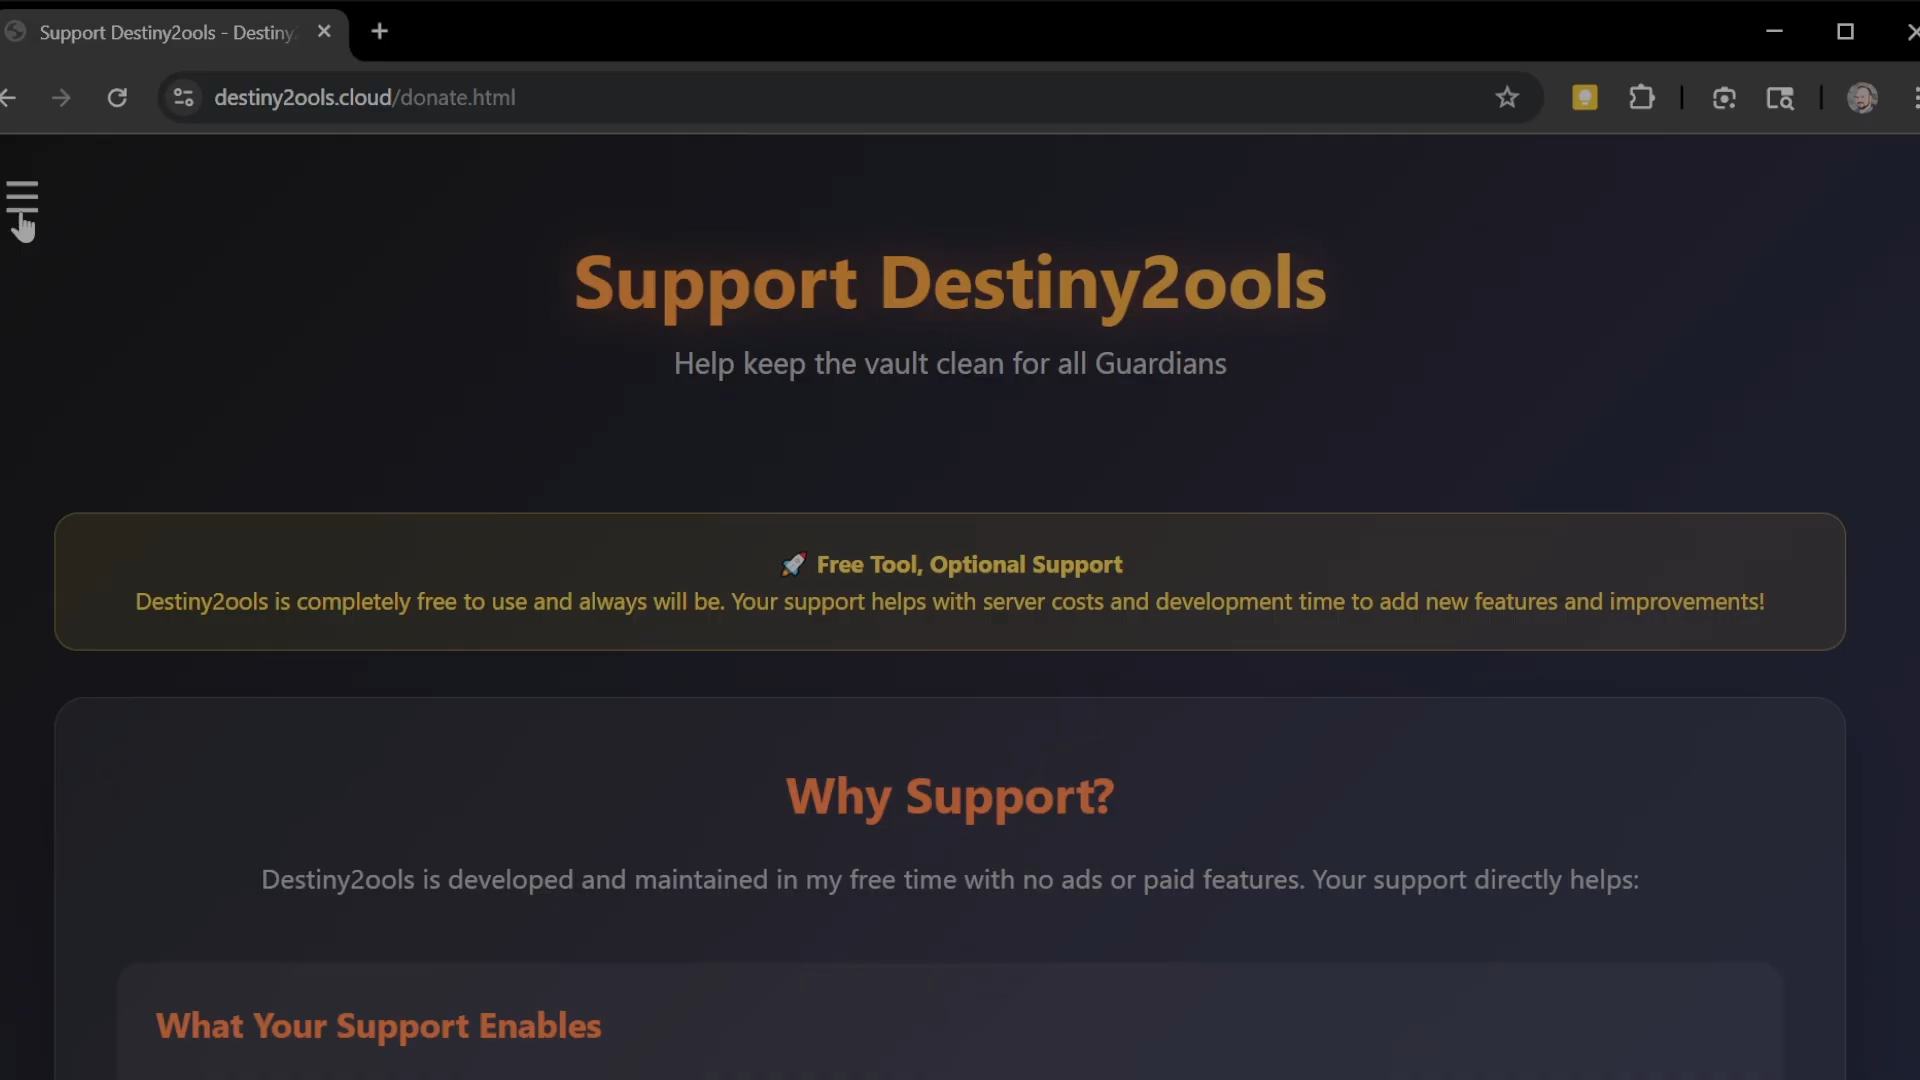 Support Destiny2ools - Destiny
destiny2ools.cloud/donate.html
Support Destiny2ools
Help keep the vault clean for all Guardians
🚀 Free Tool, Optional Support
Destiny2ools is completely free to use and always will be. Your support helps with server costs and development time to add new features and improvements!
Why Support?
Destiny2ools is developed and maintained in my free time with no ads or paid features. Your support directly helps:
What Your Support Enables